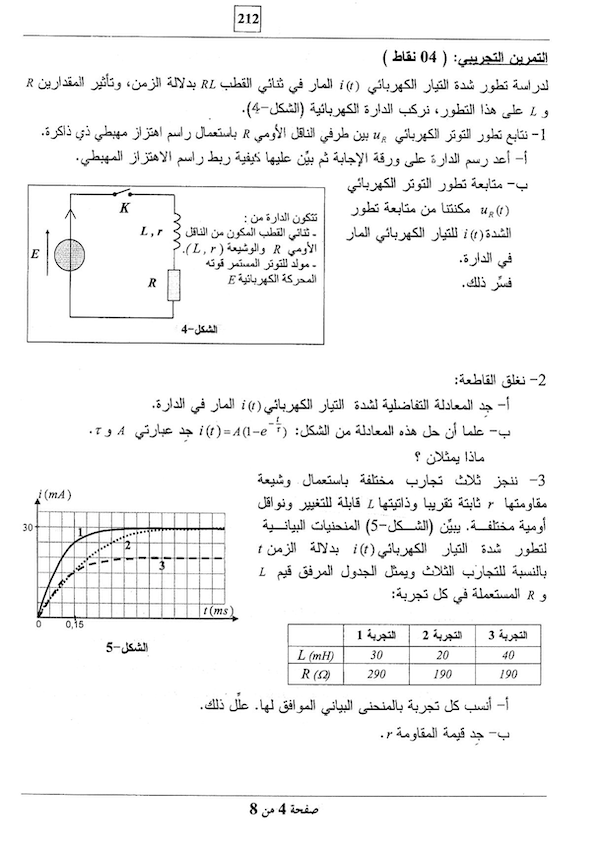 212
التمرين التجريبي: ( 04 نقاط )
لدراسة تطور شدة التيار الكهربائي i(t) المار في ثنائي القطب RL بدلالة الزمن، وتأثير المقدارين R
و L على هذا التطور، نركب الدارة الكهربائية (الشكل-4).
1- نتابع تطور التوتر الكهربائي uR بين طرفي الناقل الأومي R باستعمال راسم اهتزاز مهبطي ذي ذاكرة.
أ- أعد رسم الدارة على ورقة الإجابة ثم بيّن عليها كيفية ربط راسم الاهتزاز المهبطي.
ب- متابعة تطور التوتر الكهربائي
uR(t) مكنتنا من متابعة تطور
الشدة i(t) للتيار الكهربائي المار
في الدارة.
فسِّر ذلك.
K
L , r
E
R
تتكون الدارة من :
- ثنائي القطب المكون من الناقل
الأومي R والوشيعة ( L , r ).
- مولد للتوتر المستمر قوته
المحركة الكهربائية E
الشكل-4
2- نغلق القاطعة:
أ- جِد المعادلة التفاضلية لشدة التيار الكهربائي i(t) المار في الدارة.
ب- علما أن حل هذه المعادلة من الشكل: i(t)=A(1−e^{−t/τ}) جِد عبارتي A و τ.
ماذا يمثلان ؟
3- ننجز ثلاث تجارب مختلفة باستعمال وشيعة
مقاومتها r ثابتة تقريبا وذاتيتها L قابلة للتغيير ونواقل
أومية مختلفة. يبيّن (الشكل-5) المنحنيات البيانية
لتطور شدة التيار الكهربائي i(t) بدلالة الزمن t
بالنسبة للتجارب الثلاث ويمثل الجدول المرفق قيم L
و R المستعملة في كل تجربة:
i (mA)
30
1
2
3
t (ms)
0
0,15
الشكل-5
التجربة 1 التجربة 2 التجربة 3
L (mH) 30 20 40
R (Ω) 290 190 190
أ- أنسب كل تجربة بالمنحنى البياني الموافق لها. علِّل ذلك.
ب- جِد قيمة المقاومة r.
صفحة 4 من 8